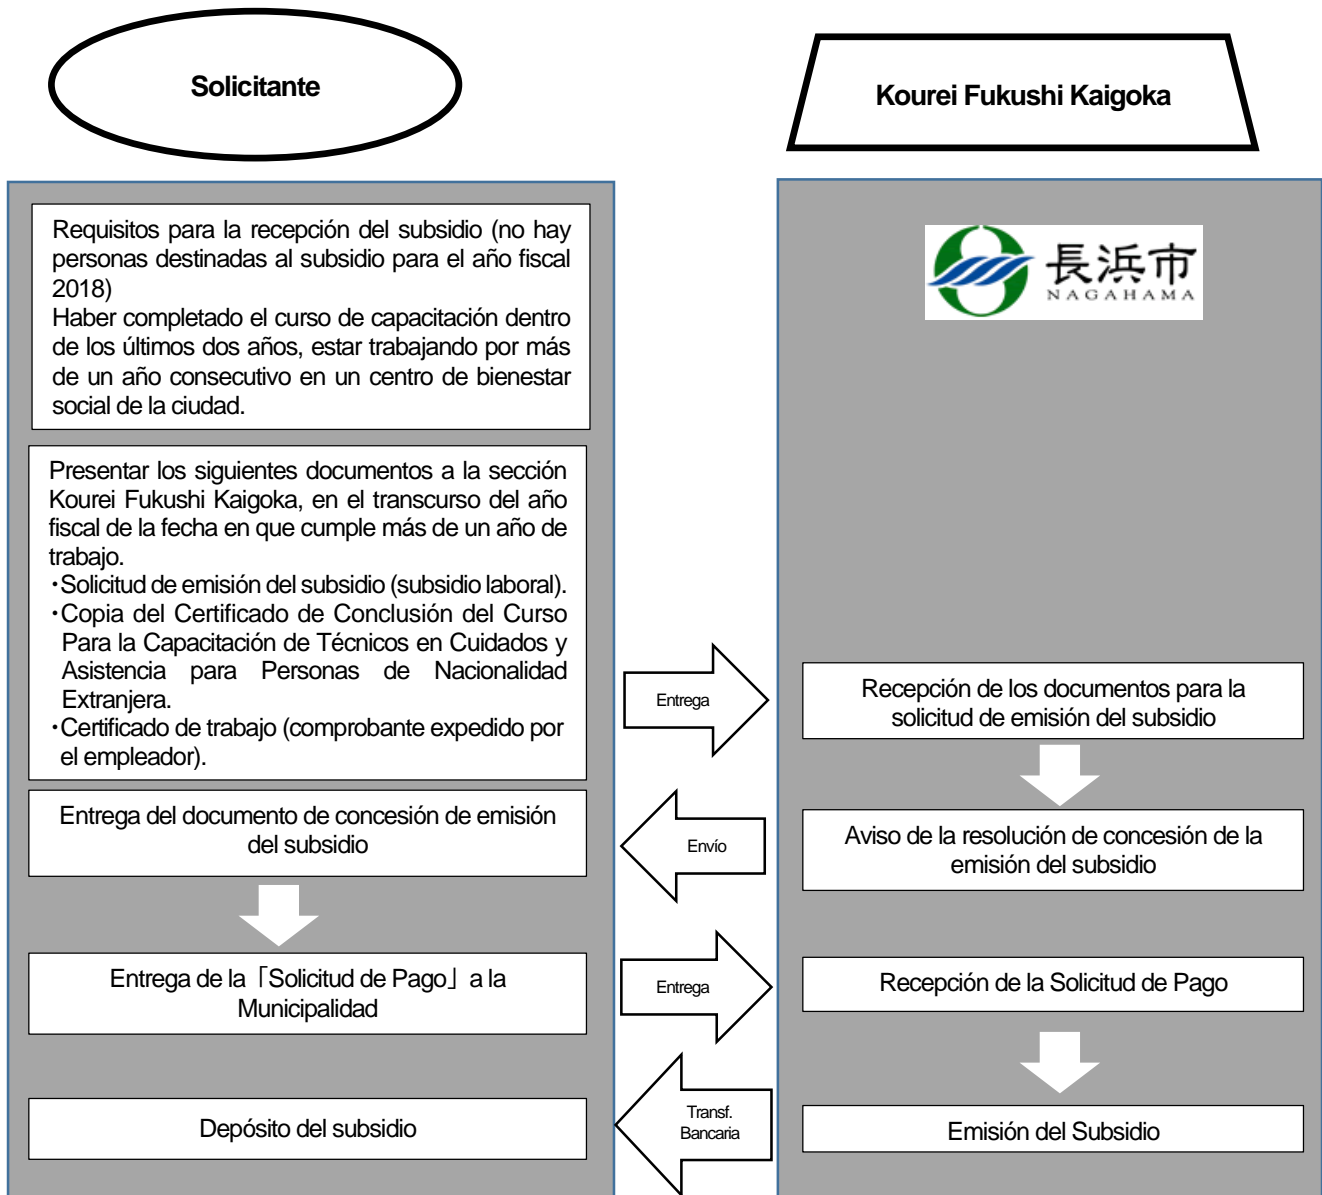 Solicitante
Kourei Fukushi Kaigoka
Requisitos para la recepción del subsidio (no hay
personas destinadas al subsidio para el año fiscal
2018)
Haber completado el curso de capacitación dentro
de los últimos dos años, estar trabajando por más
de un año consecutivo en un centro de bienestar
social de la ciudad.
長浜市
NAGAHAMA
Presentar los siguientes documentos a la sección
Kourei Fukushi Kaigoka, en el transcurso del año
fiscal de la fecha en que cumple más de un año de
trabajo.
・Solicitud de emisión del subsidio (subsidio laboral).
・Copia del Certificado de Conclusión del Curso
Para la Capacitación de Técnicos en Cuidados y
Asistencia para Personas de Nacionalidad
Extranjera.
・Certificado de trabajo (comprobante expedido por
el empleador).
Entrega
Recepción de los documentos para la
solicitud de emisión del subsidio
Entrega del documento de concesión de emisión
del subsidio
Envío
Aviso de la resolución de concesión de la
emisión del subsidio
Entrega de la「Solicitud de Pago」a la
Municipalidad
Entrega
Recepción de la Solicitud de Pago
Depósito del subsidio
Transf.
Bancaria
Emisión del Subsidio